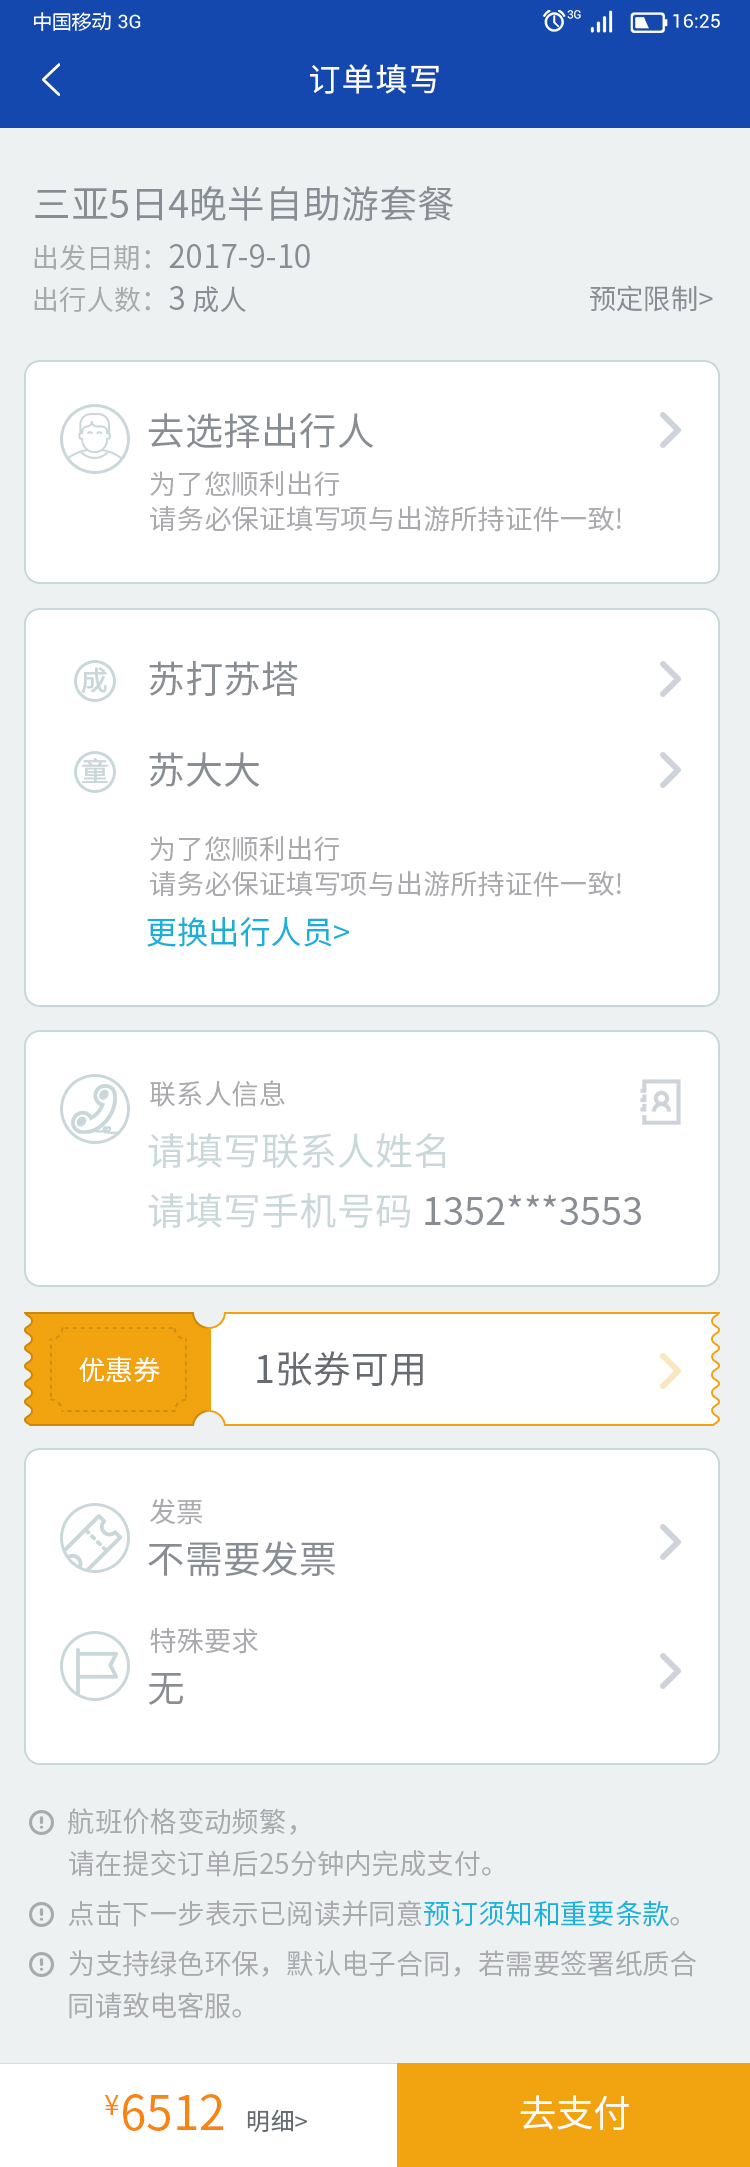 中国移动 3G
3G
16:25
订单填写
三亚5日4晚半自助游套餐
出发日期：2017-9-10
出行人数：3 成人
预定限制>
去选择出行人
为了您顺利出行
请务必保证填写项与出游所持证件一致!
成 苏打苏塔
童 苏大大
为了您顺利出行
请务必保证填写项与出游所持证件一致!
更换出行人员>
联系人信息
请填写联系人姓名
请填写手机号码 1352***3553
优惠券
1张券可用
发票
不需要发票
特殊要求
无
航班价格变动频繁，
请在提交订单后25分钟内完成支付。
点击下一步表示已阅读并同意预订须知和重要条款。
为支持绿色环保，默认电子合同，若需要签署纸质合
同请致电客服。
¥6512 明细>
去支付